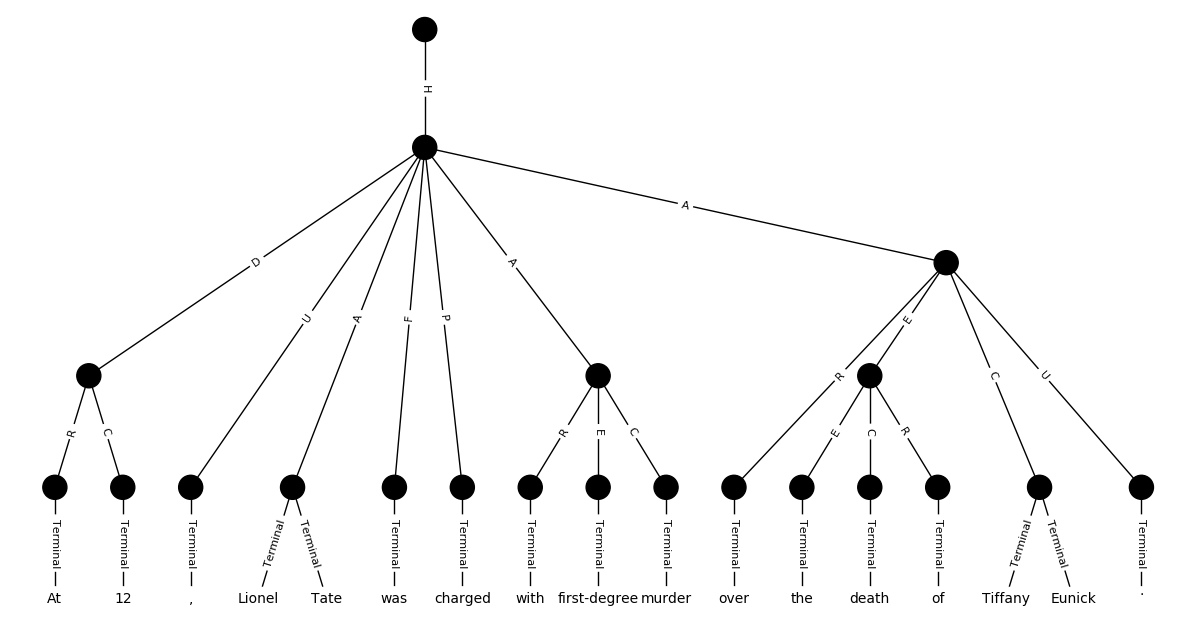 H
A
D
A
U
A
F
P
E
R
C
U
R
C
R
E
C
E
C
R
Terminal Terminal Terminal Terminal Terminal Terminal Terminal Terminal Terminal Terminal Terminal Terminal Terminal Terminal Terminal Terminal Terminal
At 12 , Lionel Tate was charged with first-degree murder over the death of Tiffany Eunick .